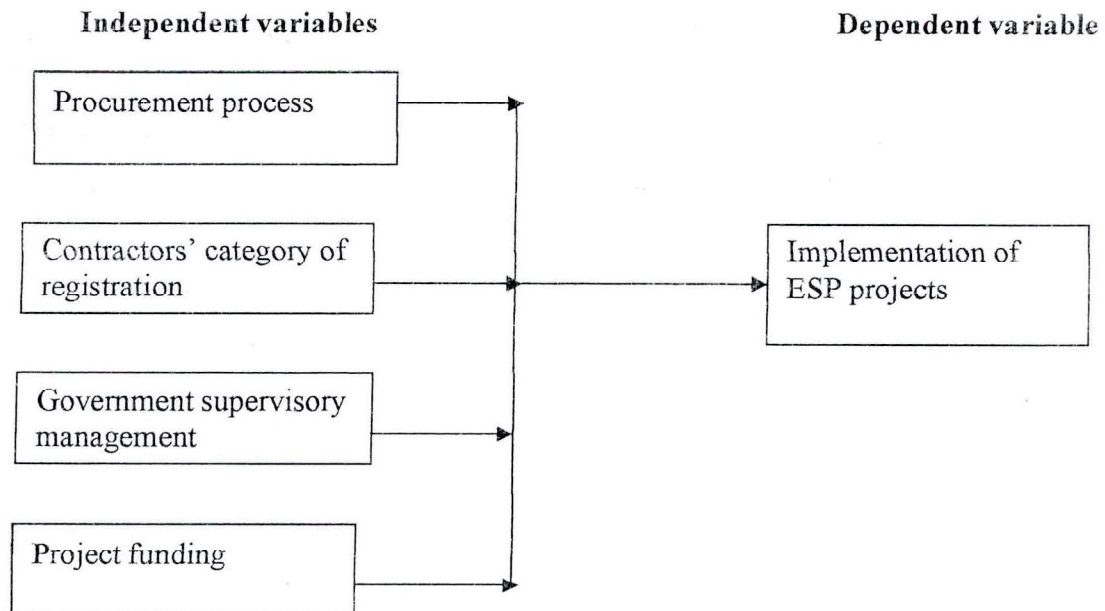 Independent variables
Dependent variable
Procurement process
Contractors' category of
registration
Implementation of
ESP projects
Government supervisory
management
Project funding